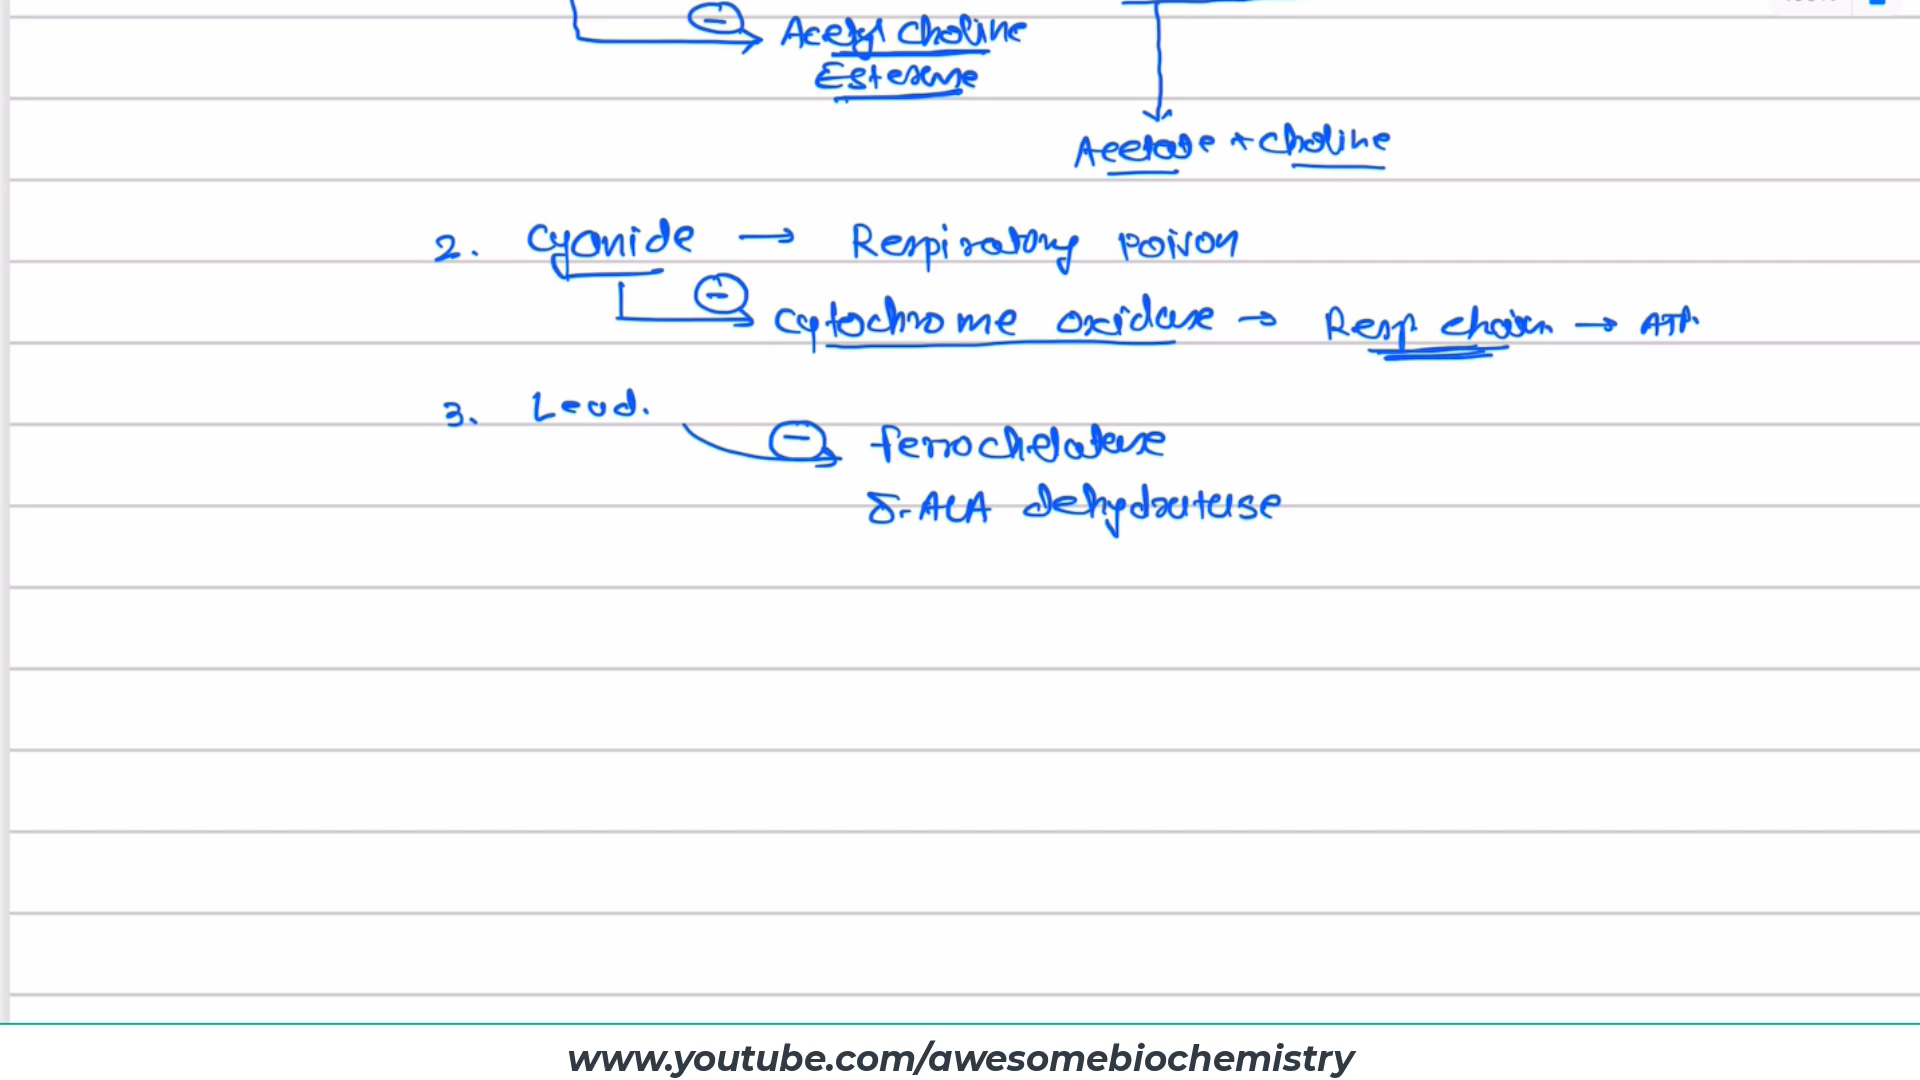 ⊖ Acetyl choline
Esterase
Acetate + choline
2. Cyanide → Respiratory poison
⊖ Cytochrome oxidase → Resp chain → ATP.
3. Lead.
⊖ ferrochelatase
δ-ALA dehydratase
www.youtube.com/awesomebiochemistry